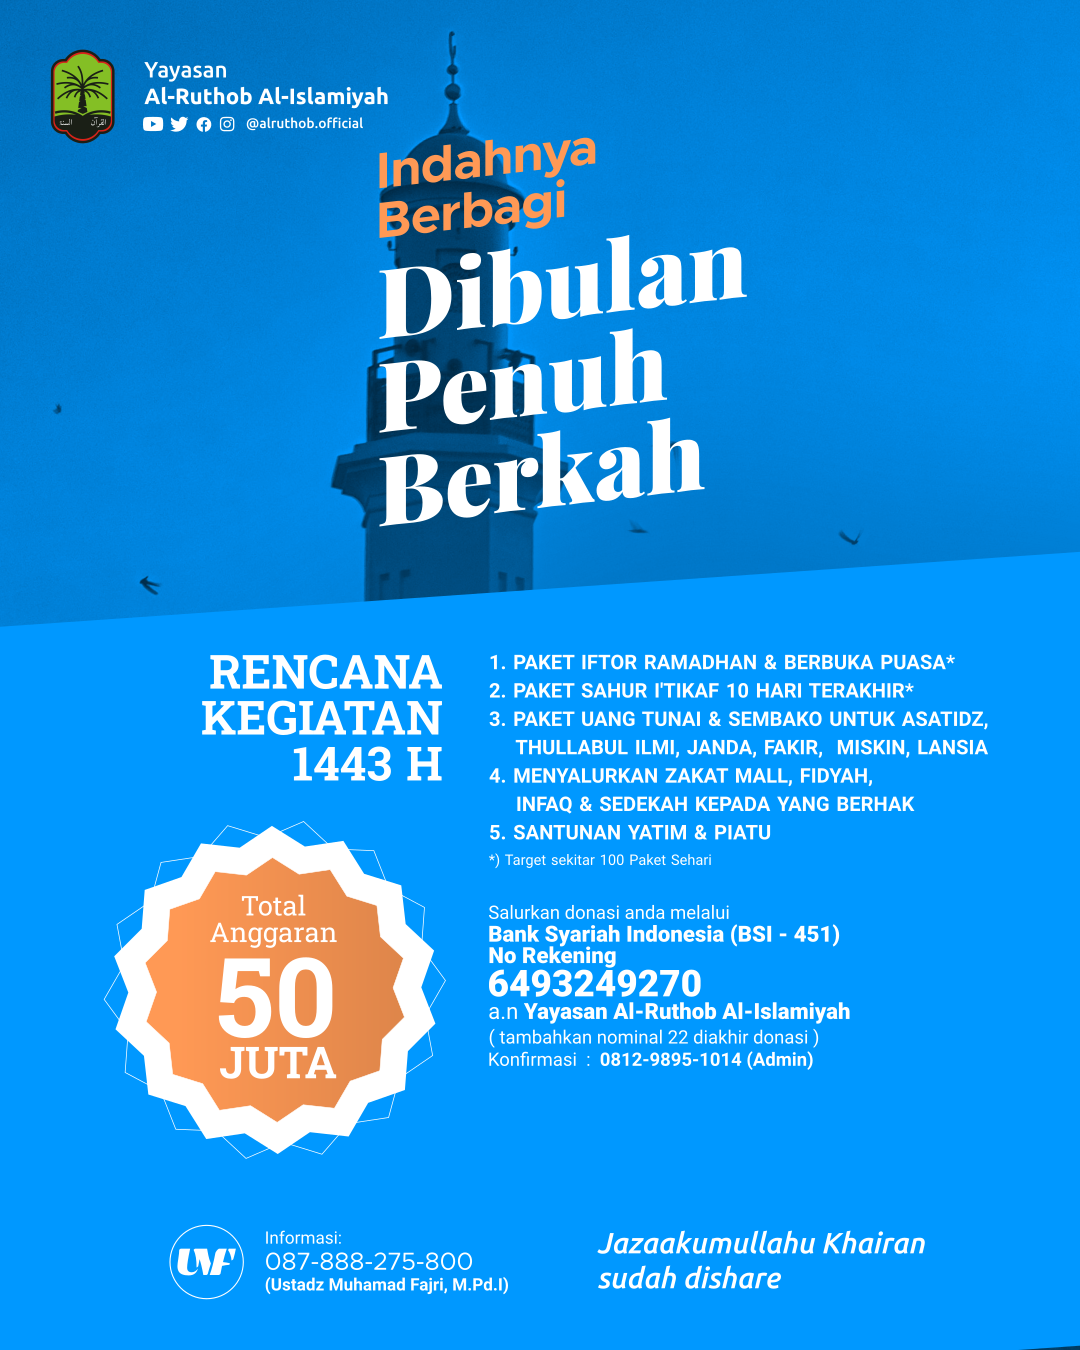 Yayasan
Al-Ruthob Al-Islamiyah
@alruthob.official
القرآن السنة
Indahnya
Berbagi
Dibulan
Penuh
Berkah
RENCANA
KEGIATAN
1443 H
1. PAKET IFTOR RAMADHAN & BERBUKA PUASA*
2. PAKET SAHUR I'TIKAF 10 HARI TERAKHIR*
3. PAKET UANG TUNAI & SEMBAKO UNTUK ASATIDZ,
THULLABUL ILMI, JANDA, FAKIR, MISKIN, LANSIA
4. MENYALURKAN ZAKAT MALL, FIDYAH,
INFAQ & SEDEKAH KEPADA YANG BERHAK
5. SANTUNAN YATIM & PIATU
*) Target sekitar 100 Paket Sehari
Total
Anggaran
50
JUTA
Salurkan donasi anda melalui
Bank Syariah Indonesia (BSI - 451)
No Rekening
6493249270
a.n Yayasan Al-Ruthob Al-Islamiyah
( tambahkan nominal 22 diakhir donasi )
Konfirmasi : 0812-9895-1014 (Admin)
UVF
Informasi:
087-888-275-800
(Ustadz Muhamad Fajri, M.Pd.I)
Jazaakumullahu Khairan
sudah dishare